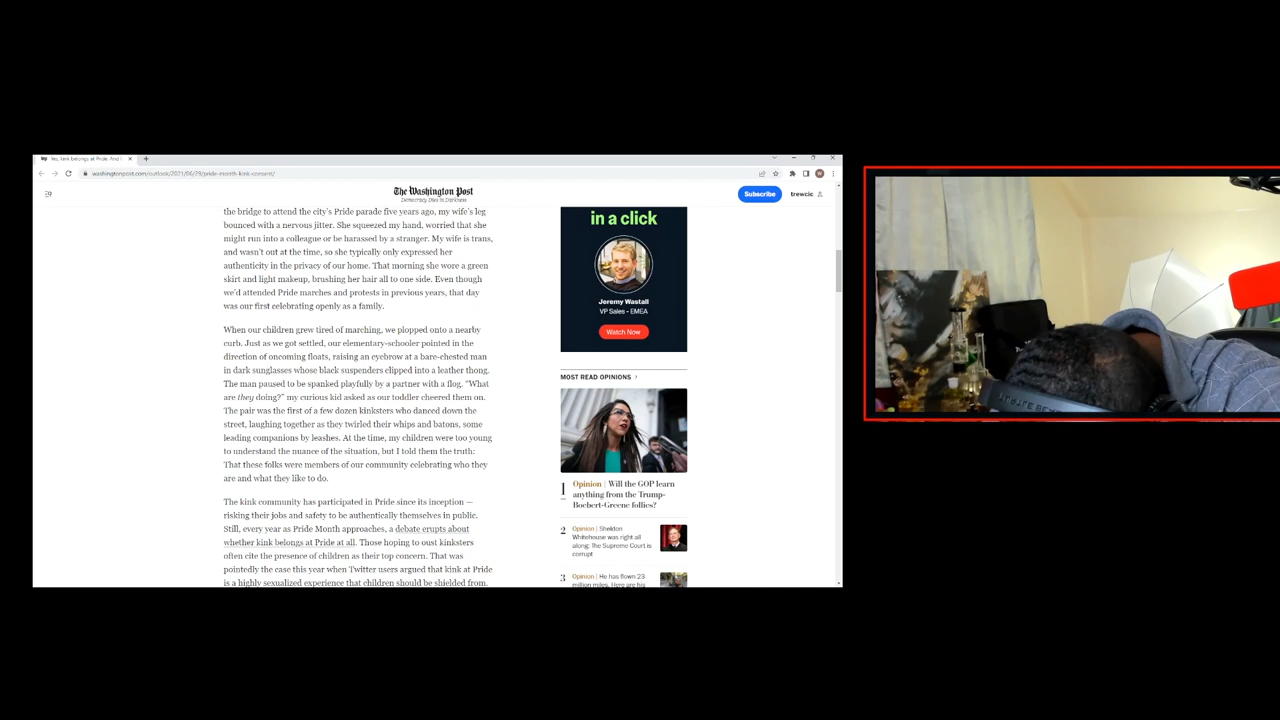 Yes, kink belongs at Pride. And I
washingtonpost.com/outlook/2021/06/29/pride-month-kink-consent/
The Washington Post
Democracy Dies in Darkness
Subscribe
trewcic
the bridge to attend the city's Pride parade five years ago, my wife's leg
bounced with a nervous jitter. She squeezed my hand, worried that she
might run into a colleague or be harassed by a stranger. My wife is trans,
and wasn't out at the time, so she typically only expressed her
authenticity in the privacy of our home. That morning she wore a green
skirt and light makeup, brushing her hair all to one side. Even though
we'd attended Pride marches and protests in previous years, that day
was our first celebrating openly as a family.
When our children grew tired of marching, we plopped onto a nearby
curb. Just as we got settled, our elementary-schooler pointed in the
direction of oncoming floats, raising an eyebrow at a bare-chested man
in dark sunglasses whose black suspenders clipped into a leather thong.
The man paused to be spanked playfully by a partner with a flog. "What
are they doing?" my curious kid asked as our toddler cheered them on.
The pair was the first of a few dozen kinksters who danced down the
street, laughing together as they twirled their whips and batons, some
leading companions by leashes. At the time, my children were too young
to understand the nuance of the situation, but I told them the truth:
That these folks were members of our community celebrating who they
are and what they like to do.
The kink community has participated in Pride since its inception —
risking their jobs and safety to be authentically themselves in public.
Still, every year as Pride Month approaches, a debate erupts about
whether kink belongs at Pride at all. Those hoping to oust kinksters
often cite the presence of children as their top concern. That was
pointedly the case this year when Twitter users argued that kink at Pride
is a highly sexualized experience that children should be shielded from.
in a click
Jeremy Wastall
VP Sales - EMEA
Watch Now
MOST READ OPINIONS ›
1
Opinion | Will the GOP learn
anything from the Trump-
Boebert-Greene follies?
2
Opinion | Sheldon
Whitehouse was right all
along: The Supreme Court is
corrupt
3
Opinion | He has flown 23
million miles. Here are his